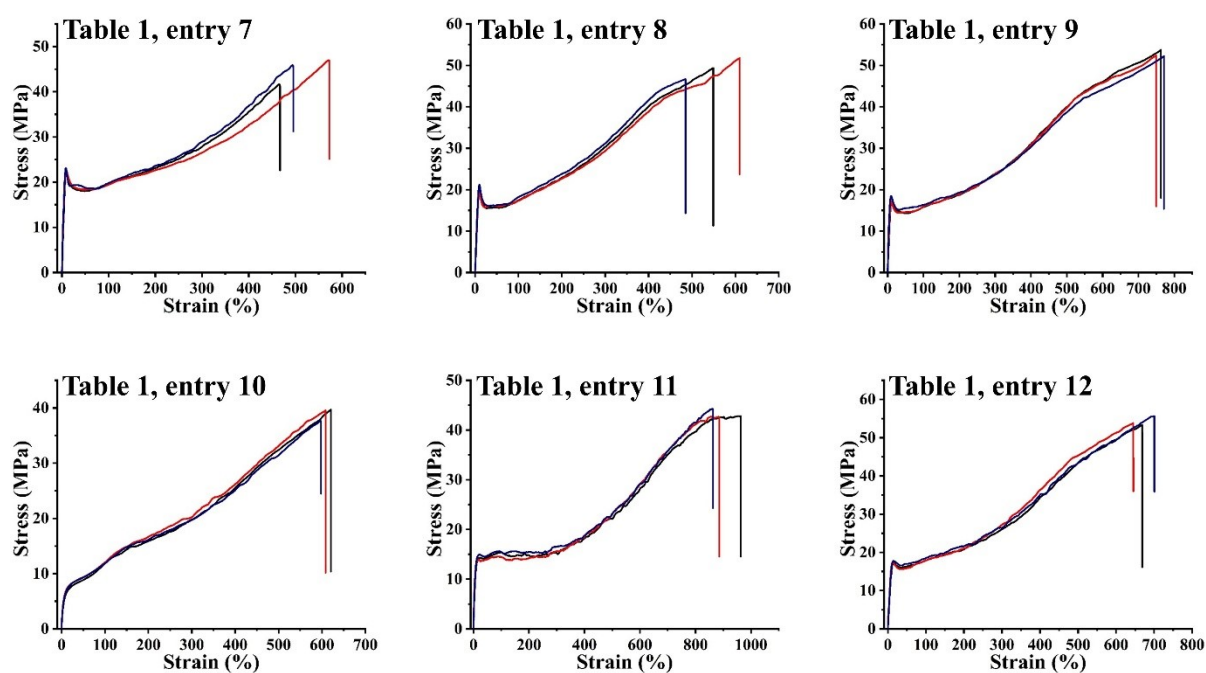 Table 1, entry 7
Stress (MPa)
50
40
30
20
10
0
0 100 200 300 400 500 600
Strain (%)
Table 1, entry 8
Stress (MPa)
60
50
40
30
20
10
0
0 100 200 300 400 500 600 700
Strain (%)
Table 1, entry 9
Stress (MPa)
60
50
40
30
20
10
0
0 100 200 300 400 500 600 700 800
Strain (%)
Table 1, entry 10
Stress (MPa)
40
30
20
10
0
0 100 200 300 400 500 600 700
Strain (%)
Table 1, entry 11
Stress (MPa)
50
40
30
20
10
0
0 200 400 600 800 1000
Strain (%)
Table 1, entry 12
Stress (MPa)
60
50
40
30
20
10
0
0 100 200 300 400 500 600 700 800
Strain (%)